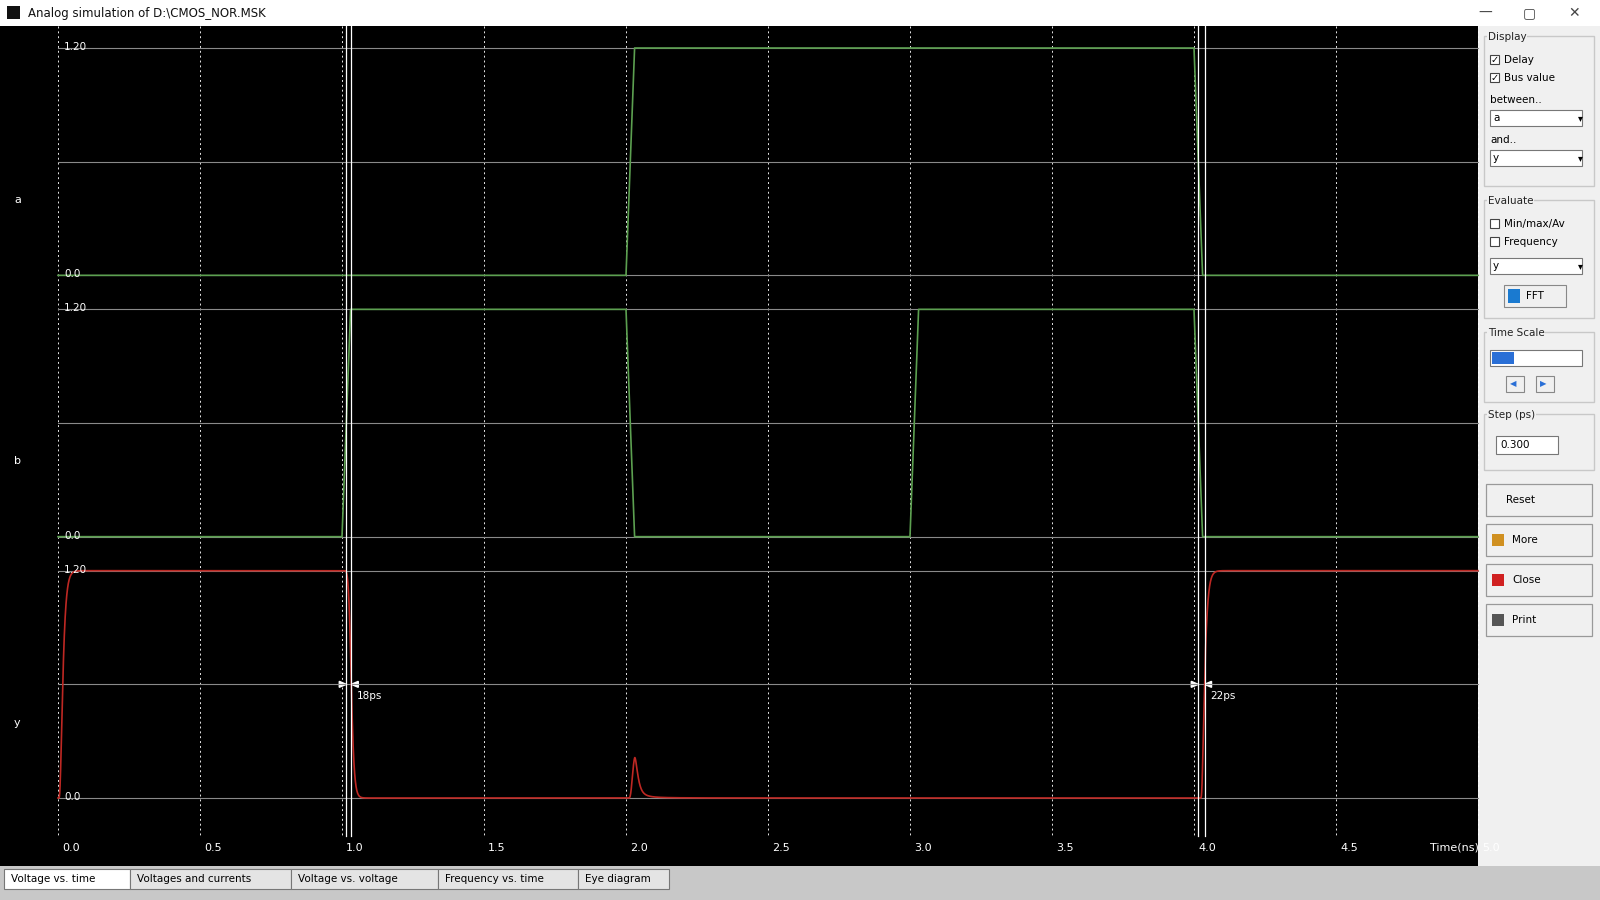 Analog simulation of D:\CMOS_NOR.MSK
1.20
a
0.0
1.20
b
0.0
1.20
18ps
22ps
y
0.0
0.0 0.5 1.0 1.5 2.0 2.5 3.0 3.5 4.0 4.5 Time(ns) 5.0
Display
Delay
Bus value
between..
a
and..
y
Evaluate
Min/max/Av
Frequency
y
FFT
Time Scale
Step (ps)
0.300
Reset
More
Close
Print
Voltage vs. time Voltages and currents Voltage vs. voltage Frequency vs. time Eye diagram